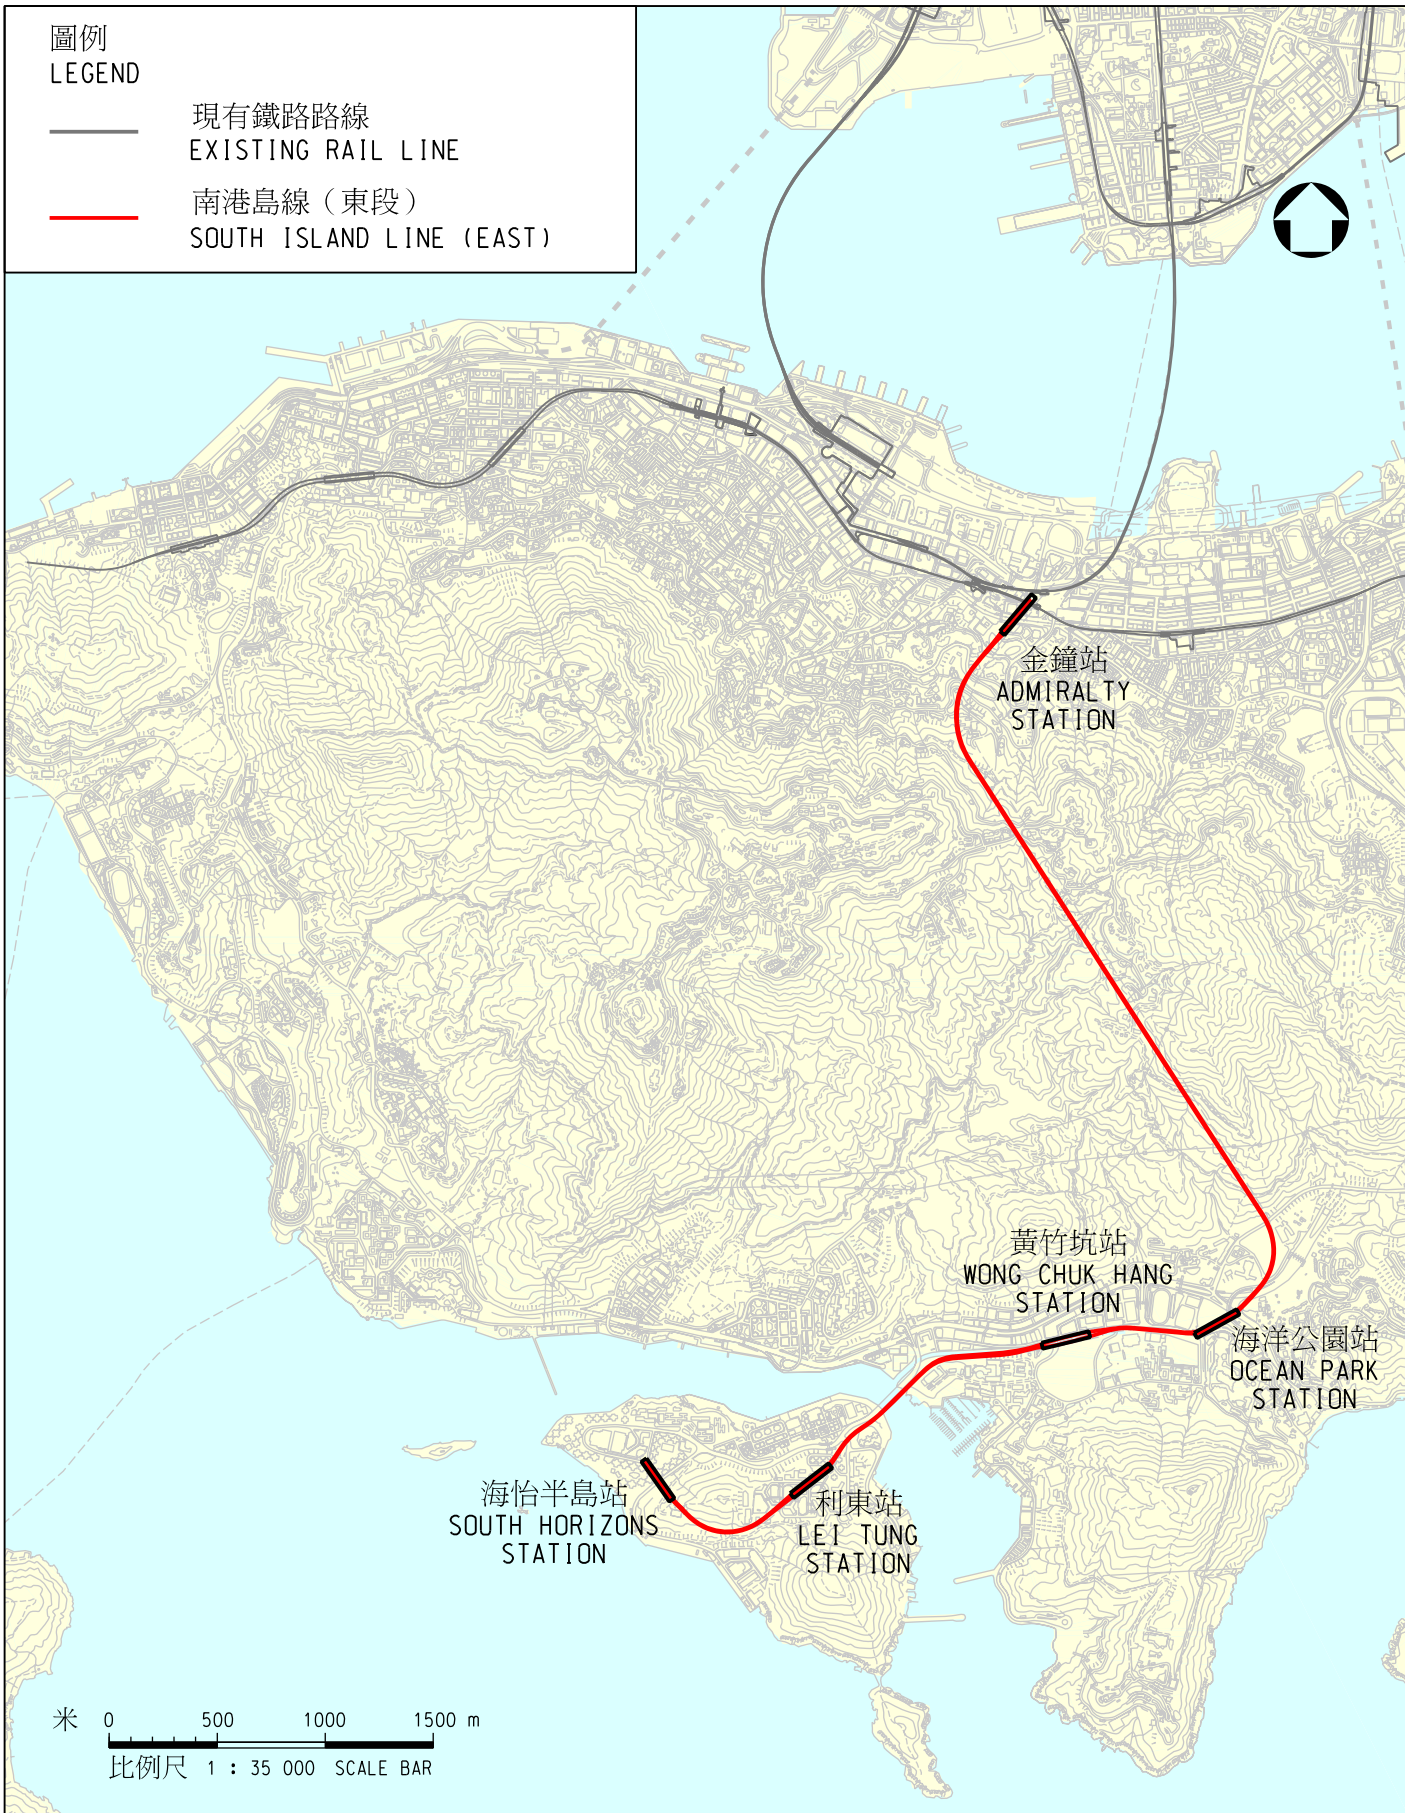 圖例
LEGEND
現有鐵路路線
EXISTING RAIL LINE
南港島線（東段）
SOUTH ISLAND LINE (EAST)
金鐘站
ADMIRALTY
STATION
黃竹坑站
WONG CHUK HANG
STATION
海洋公園站
OCEAN PARK
STATION
海怡半島站
SOUTH HORIZONS
STATION
利東站
LEI TUNG
STATION
米 0 500 1000 1500 m
比例尺 1 : 35 000 SCALE BAR